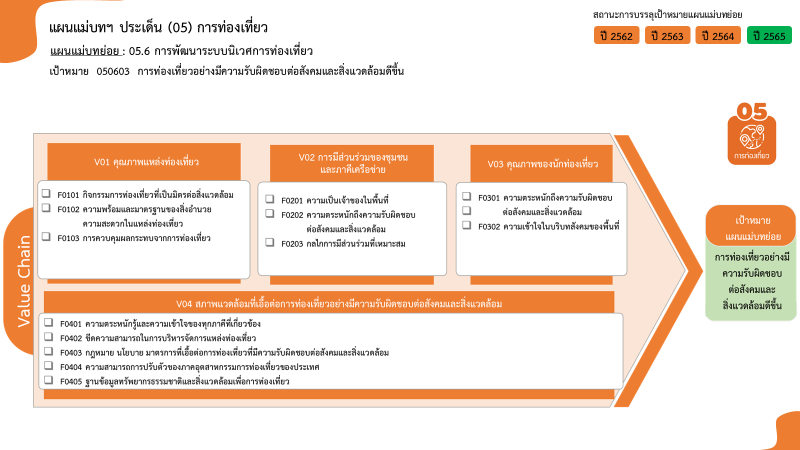 แผนแม่บทฯ ประเด็น (05) การท่องเที่ยว
แผนแม่บทย่อย : 05.6 การพัฒนาระบบนิเวศการท่องเที่ยว
เป้าหมาย 050603 การท่องเที่ยวอย่างมีความรับผิดชอบต่อสังคมและสิ่งแวดล้อมดีขึ้น
สถานะการบรรลุเป้าหมายแผนแม่บทย่อย
ปี 2562 ปี 2563 ปี 2564 ปี 2565
05
การท่องเที่ยว
Value Chain
V01 คุณภาพแหล่งท่องเที่ยว
F0101 กิจกรรมการท่องเที่ยวที่เป็นมิตรต่อสิ่งแวดล้อม
F0102 ความพร้อมและมาตรฐานของสิ่งอำนวย
ความสะดวกในแหล่งท่องเที่ยว
F0103 การควบคุมผลกระทบจากการท่องเที่ยว
V02 การมีส่วนร่วมของชุมชน
และภาคีเครือข่าย
F0201 ความเป็นเจ้าของในพื้นที่
F0202 ความตระหนักถึงความรับผิดชอบ
ต่อสังคมและสิ่งแวดล้อม
F0203 กลไกการมีส่วนร่วมที่เหมาะสม
V03 คุณภาพของนักท่องเที่ยว
F0301 ความตระหนักถึงความรับผิดชอบ
ต่อสังคมและสิ่งแวดล้อม
F0302 ความเข้าใจในบริบทสังคมของพื้นที่
V04 สภาพแวดล้อมที่เอื้อต่อการท่องเที่ยวอย่างมีความรับผิดชอบต่อสังคมและสิ่งแวดล้อม
F0401 ความตระหนักรู้และความเข้าใจของทุกภาคีที่เกี่ยวข้อง
F0402 ขีดความสามารถในการบริหารจัดการแหล่งท่องเที่ยว
F0403 กฎหมาย นโยบาย มาตรการที่เอื้อต่อการท่องเที่ยวที่มีความรับผิดชอบต่อสังคมและสิ่งแวดล้อม
F0404 ความสามารถการปรับตัวของภาคอุตสาหกรรมการท่องเที่ยวของประเทศ
F0405 ฐานข้อมูลทรัพยากรธรรมชาติและสิ่งแวดล้อมเพื่อการท่องเที่ยว
เป้าหมาย
แผนแม่บทย่อย
การท่องเที่ยวอย่างมี
ความรับผิดชอบ
ต่อสังคมและ
สิ่งแวดล้อมดีขึ้น